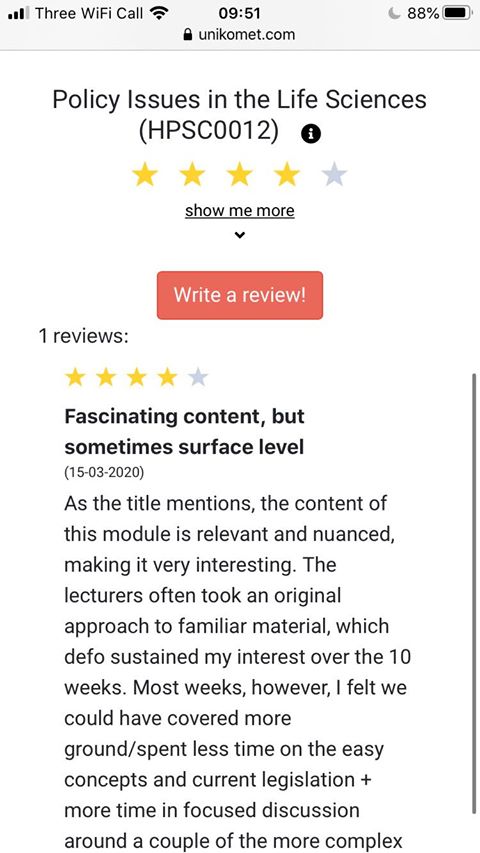 Three WiFi Call 09:51 88%
unikomet.com
Policy Issues in the Life Sciences
(HPSC0012)
show me more
Write a review!
1 reviews:
Fascinating content, but
sometimes surface level
(15-03-2020)
As the title mentions, the content of
this module is relevant and nuanced,
making it very interesting. The
lecturers often took an original
approach to familiar material, which
defo sustained my interest over the 10
weeks. Most weeks, however, I felt we
could have covered more
ground/spent less time on the easy
concepts and current legislation +
more time in focused discussion
around a couple of the more complex